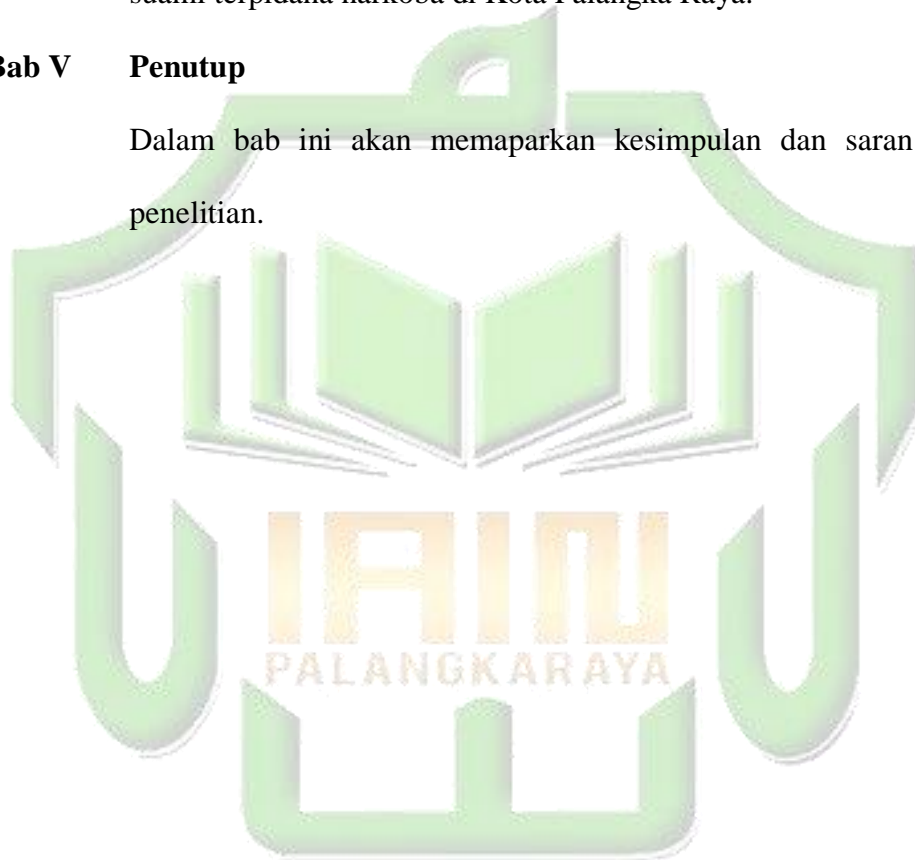 suami terpidana narkoba di Kota Palangka Raya.
Bab V Penutup
Dalam bab ini akan memaparkan kesimpulan dan saran
penelitian.
IAIN
PALANGKARAYA